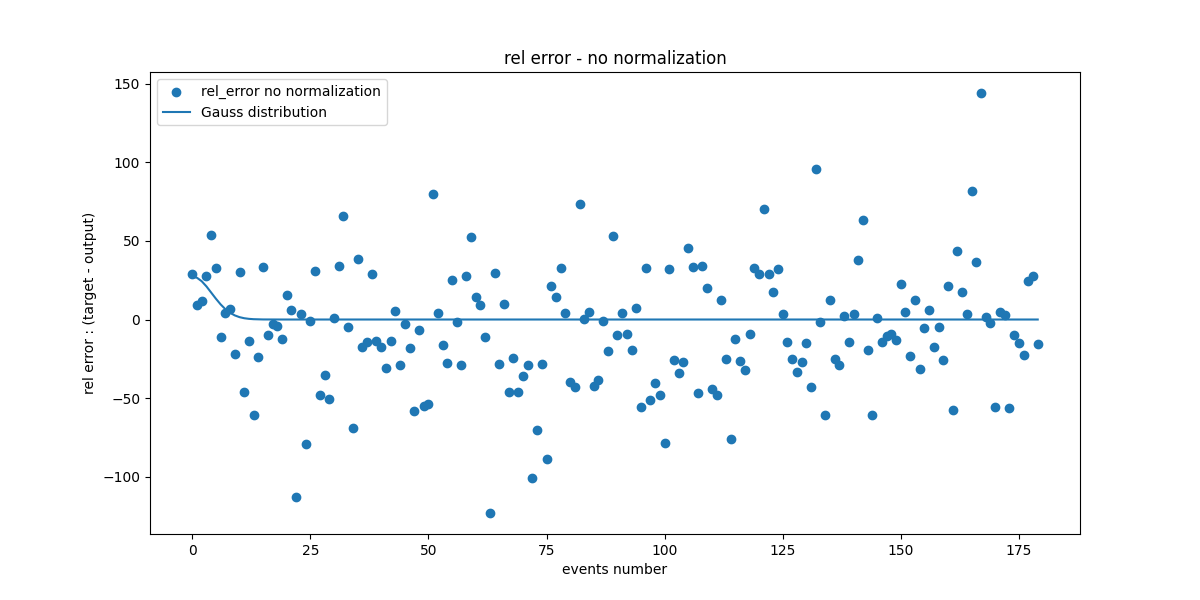 rel error - no normalization
rel_error no normalization
Gauss distribution
150
100
50
0
−50
−100
rel error : (target - output)
0 25 50 75 100 125 150 175
events number